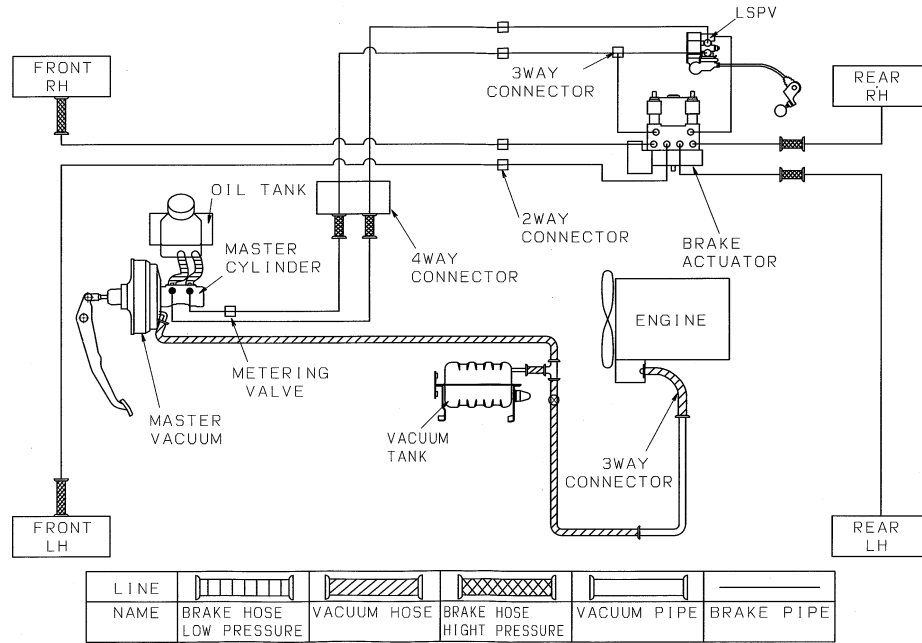 LSPV
FRONT
RH
3WAY
CONNECTOR
REAR
RH
OIL TANK
MASTER
CYLINDER
4WAY
CONNECTOR
2WAY
CONNECTOR
BRAKE
ACTUATOR
ENGINE
METERING
VALVE
MASTER
VACUUM
VACUUM
TANK
3WAY
CONNECTOR
FRONT
LH
REAR
LH
LINE
NAME
BRAKE HOSE
LOW PRESSURE
VACUUM HOSE
BRAKE HOSE
HIGHT PRESSURE
VACUUM PIPE
BRAKE PIPE